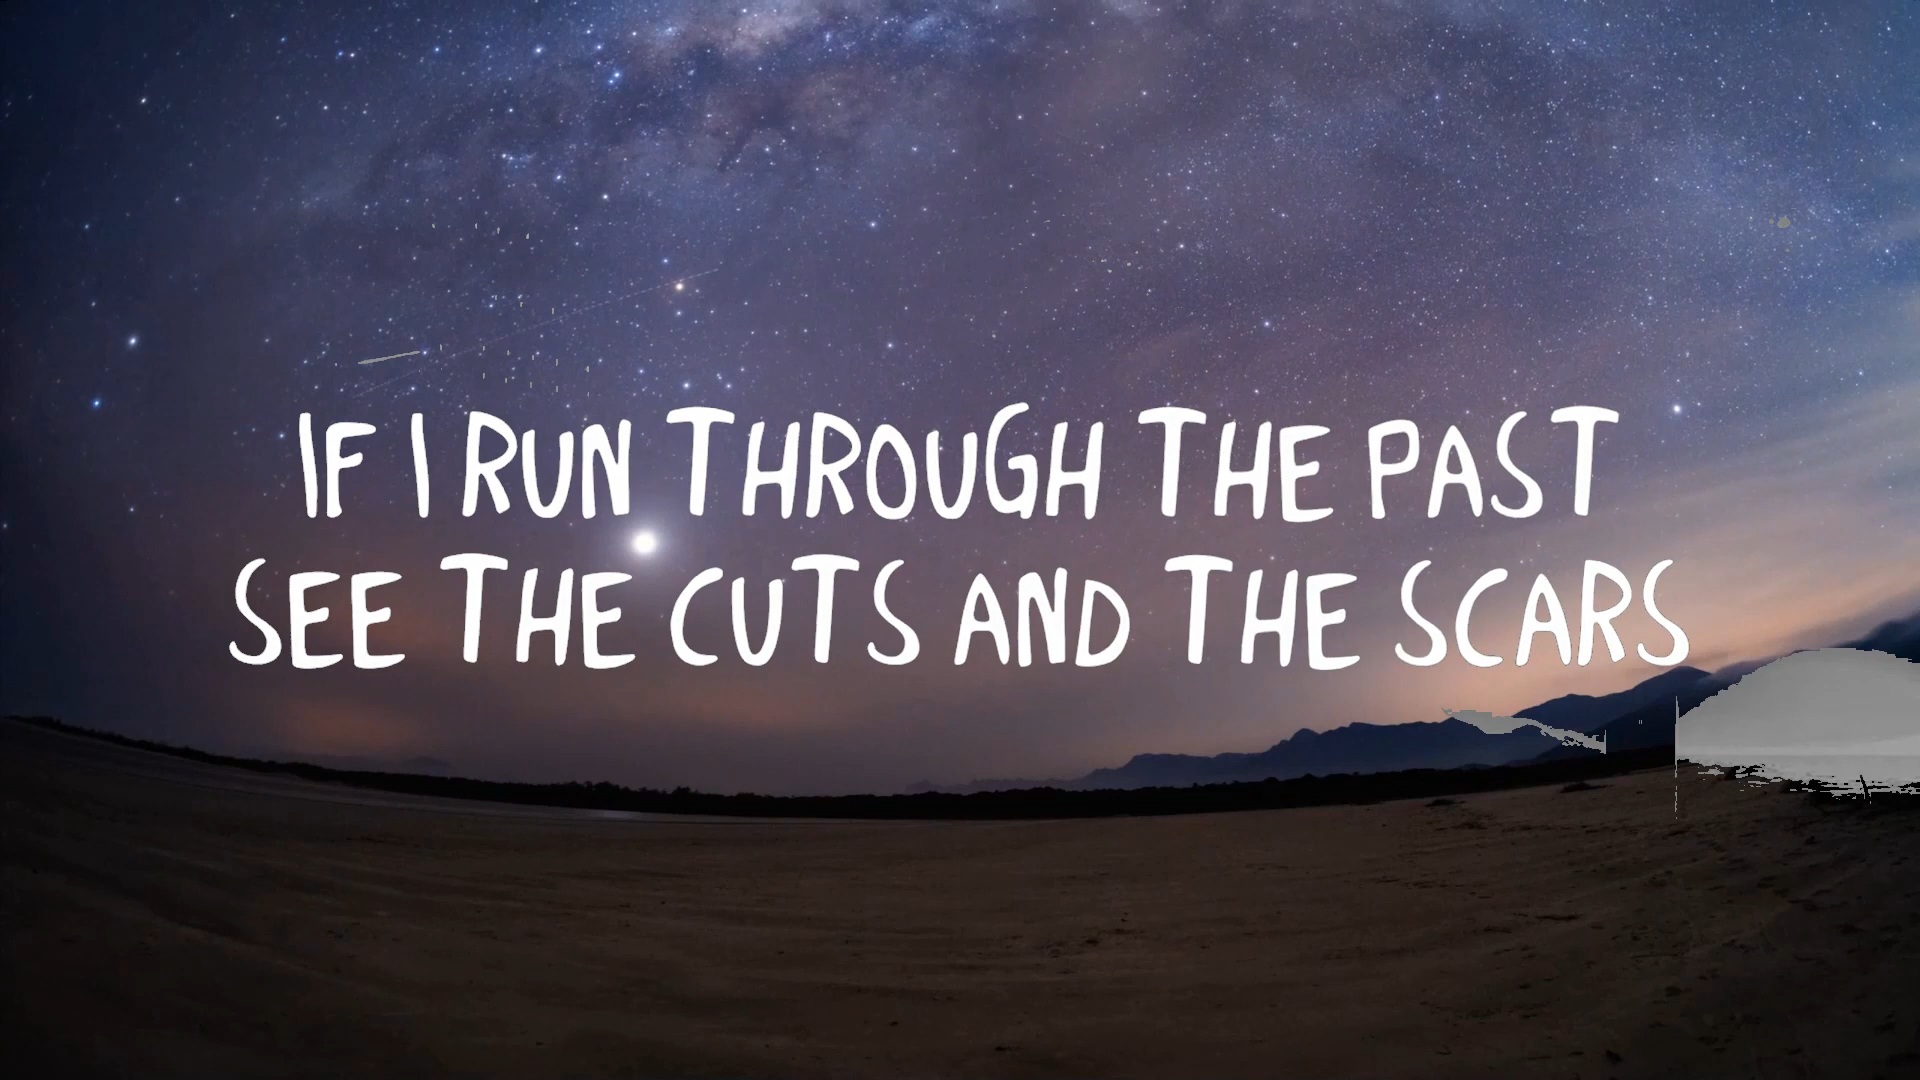 IF I RUN THROUGH THE PAST
SEE THE CUTS AND THE SCARS